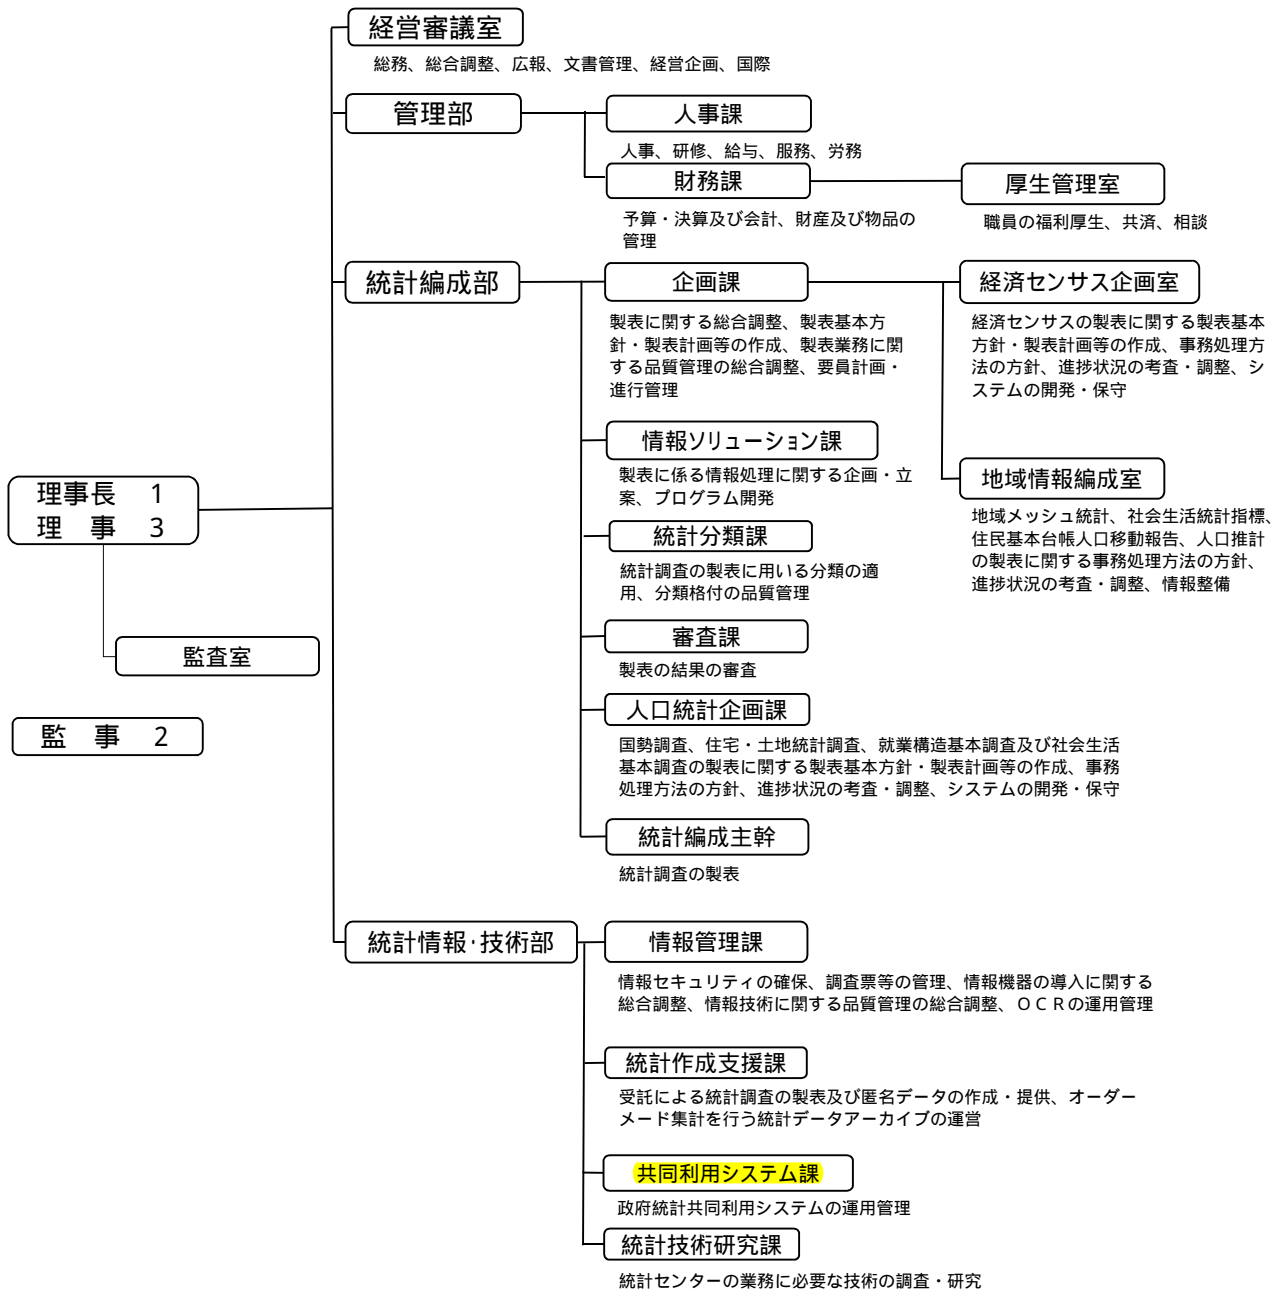 経営審議室
総務、総合調整、広報、文書管理、経営企画、国際
管理部
人事課
人事、研修、給与、服務、労務
財務課
予算・決算及び会計、財産及び物品の
管理
厚生管理室
職員の福利厚生、共済、相談
統計編成部
企画課
製表に関する総合調整、製表基本方
針・製表計画等の作成、製表業務に関
する品質管理の総合調整、要員計画・
進行管理
経済センサス企画室
経済センサスの製表に関する製表基本
方針・製表計画等の作成、事務処理方
法の方針、進捗状況の考査・調整、シ
ステムの開発・保守
情報ソリューション課
製表に係る情報処理に関する企画・立
案、プログラム開発
地域情報編成室
地域メッシュ統計、社会生活統計指標、
住民基本台帳人口移動報告、人口推計
の製表に関する事務処理方法の方針、
進捗状況の考査・調整、情報整備
理事長 1
理 事 3
統計分類課
統計調査の製表に用いる分類の適
用、分類格付の品質管理
監査室
審査課
製表の結果の審査
監 事 2
人口統計企画課
国勢調査、住宅・土地統計調査、就業構造基本調査及び社会生活
基本調査の製表に関する製表基本方針・製表計画等の作成、事務
処理方法の方針、進捗状況の考査・調整、システムの開発・保守
統計編成主幹
統計調査の製表
統計情報・技術部
情報管理課
情報セキュリティの確保、調査票等の管理、情報機器の導入に関する
総合調整、情報技術に関する品質管理の総合調整、ＯＣＲの運用管理
統計作成支援課
受託による統計調査の製表及び匿名データの作成・提供、オーダー
メード集計を行う統計データアーカイブの運営
共同利用システム課
政府統計共同利用システムの運用管理
統計技術研究課
統計センターの業務に必要な技術の調査・研究